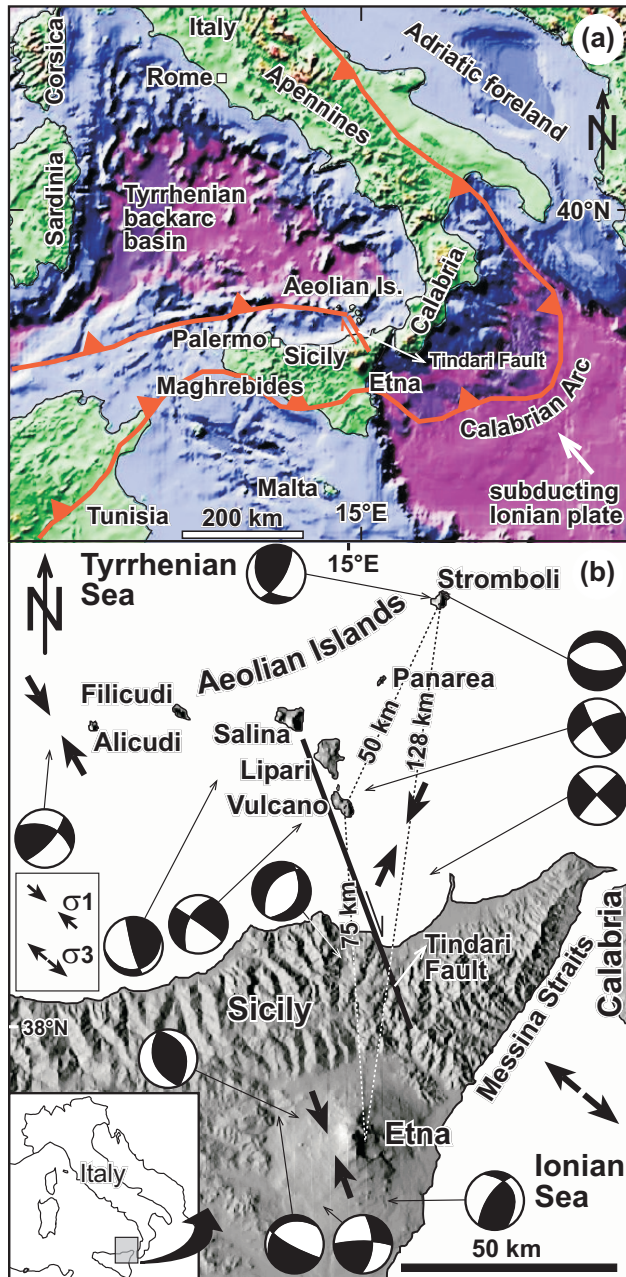 (a)
Italy
Corsica
Rome
Apennines
Adriatic foreland
N
Sardinia
Tyrrhenian
backarc
basin
40°N
Aeolian Is.
Calabria
Palermo
Sicily
Tindari Fault
Maghrebides
Etna
Calabrian Arc
Malta
subducting
Ionian plate
Tunisia
200 km
15°E
(b)
15°E
N
Tyrrhenian
Sea
Stromboli
Aeolian Islands
Panarea
Filicudi
Alicudi
Salina
50 km
128 km
Lipari
Vulcano
σ1
σ3
75 km
Tindari
Fault
Calabria
Sicily
Messina Straits
38°N
Etna
Italy
Ionian
Sea
50 km